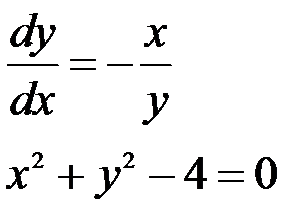 dy/dx = −x/y
x² + y² − 4 = 0